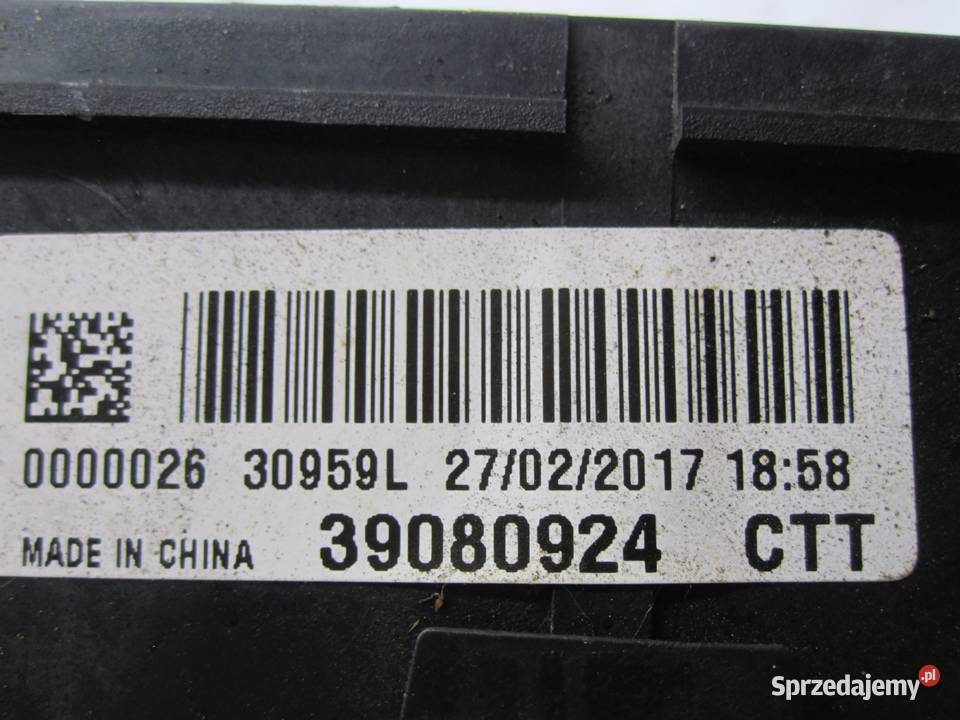 0000026 30959L 27/02/2017 18:58
MADE IN CHINA 39080924 CTT
Sprzedajemy.pl